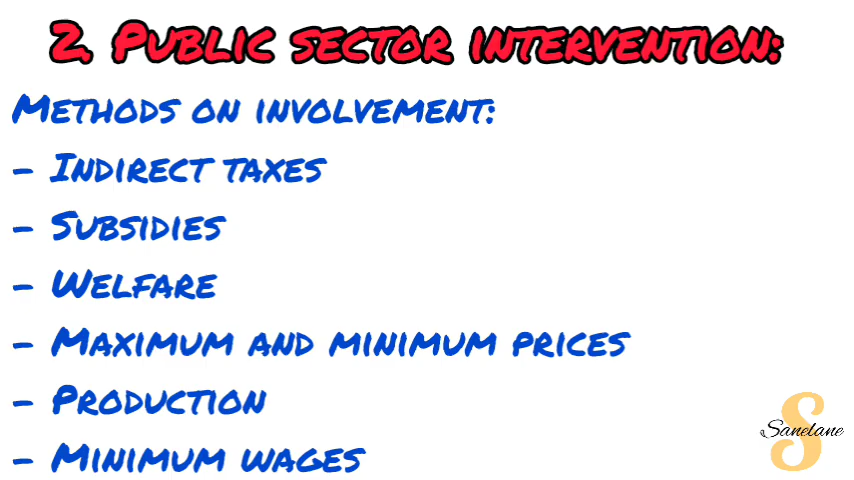 2. Public sector intervention:
Methods on involvement:
- Indirect taxes
- Subsidies
- Welfare
- Maximum and minimum prices
- Production
- Minimum wages
S
Sanelane